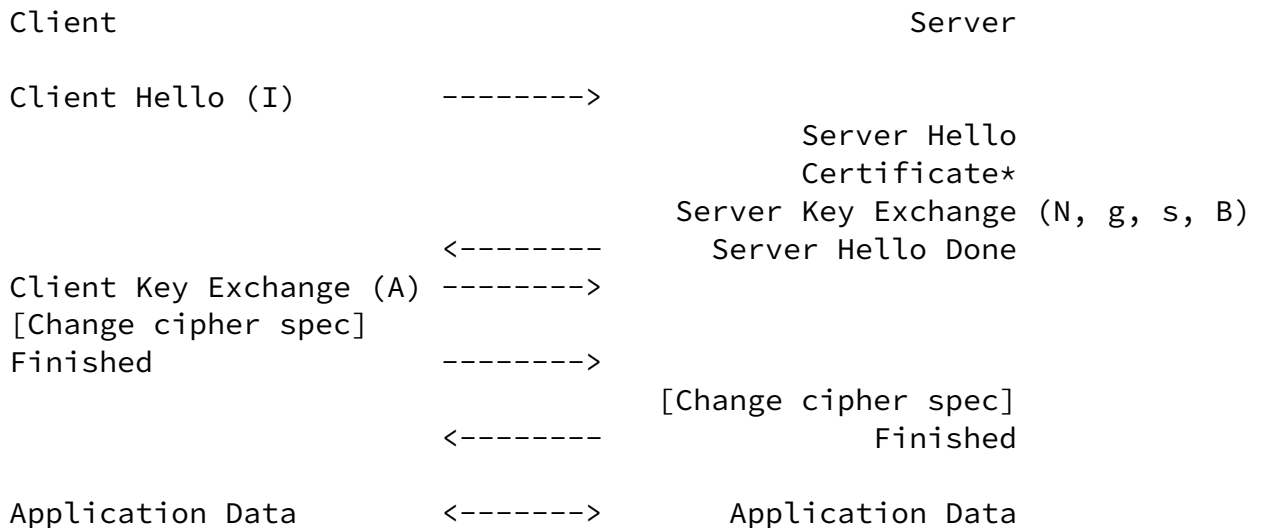 Client                                            Server

Client Hello (I)        -------->
                                            Server Hello
                                            Certificate*
                                     Server Key Exchange (N, g, s, B)
                        <--------      Server Hello Done
Client Key Exchange (A) -------->
[Change cipher spec]
Finished                -------->
                                    [Change cipher spec]
                        <--------               Finished

Application Data        <------->       Application Data